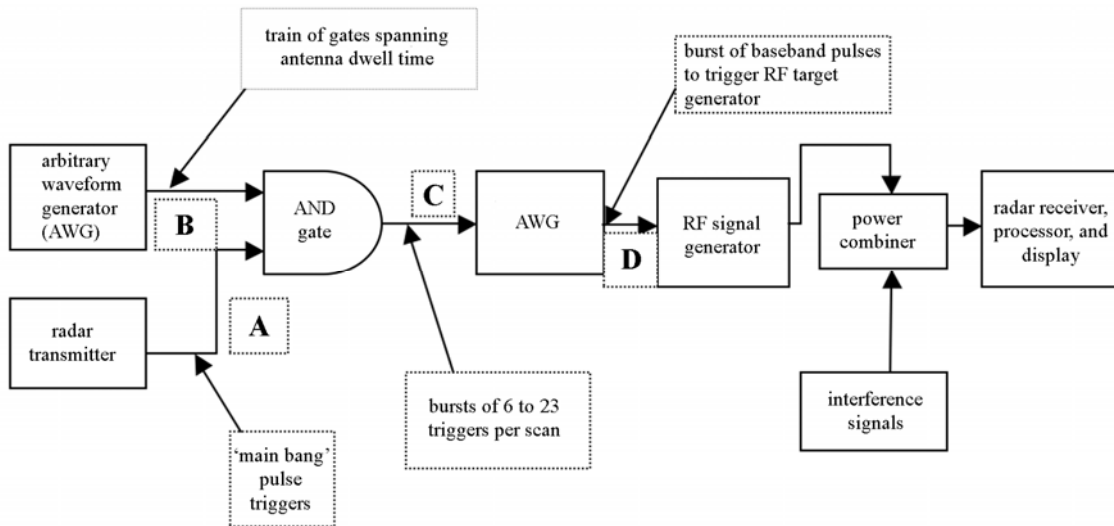 train of gates spanning
antenna dwell time
burst of baseband pulses
to trigger RF target
generator
arbitrary
waveform
generator
(AWG)
B
AND
gate
C
AWG
D
RF signal
generator
power
combiner
radar receiver,
processor, and
display
radar
transmitter
A
'main bang'
pulse
triggers
bursts of 6 to 23
triggers per scan
interference
signals